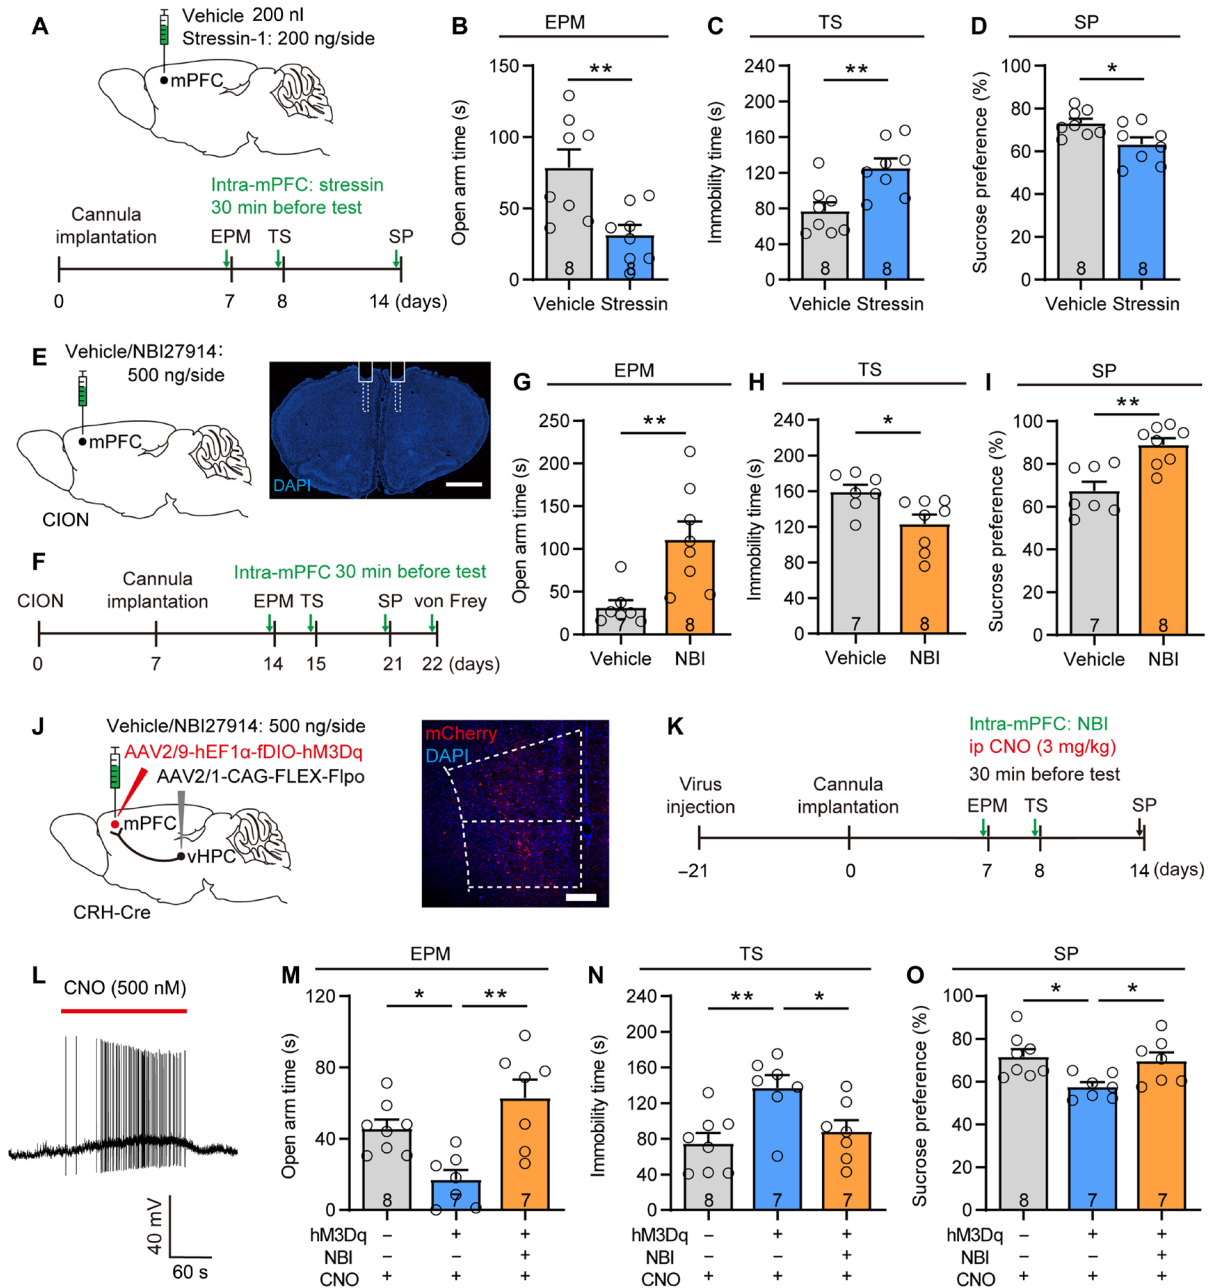 A
Vehicle 200 nl
Stressin-1: 200 ng/side
mPFC
Intra-mPFC: stressin
30 min before test
Cannula
implantation
EPM
TS
SP
0
7
8
14 (days)
B
EPM
**
Open arm time (s)
150
100
50
0
8
8
Vehicle Stressin
C
TS
**
Immobility time (s)
240
200
160
120
80
40
0
8
8
Vehicle Stressin
D
SP
*
Sucrose preference (%)
100
80
60
40
20
0
8
8
Vehicle Stressin
E
Vehicle/NBI27914:
500 ng/side
mPFC
CION
DAPI
F
Intra-mPFC 30 min before test
CION
Cannula
implantation
EPM
TS
SP
von Frey
0
7
14
15
21
22
(days)
G
EPM
**
Open arm time (s)
250
200
150
100
50
0
7
8
Vehicle
NBI
H
TS
*
Immobility time (s)
240
200
160
120
80
40
0
7
8
Vehicle
NBI
I
SP
**
Sucrose preference (%)
100
80
60
40
20
0
7
8
Vehicle
NBI
J
Vehicle/NBI27914: 500 ng/side
AAV2/9-hEF1α-fDIO-hM3Dq
AAV2/1-CAG-FLEX-Flpo
mPFC
vHPC
CRH-Cre
mCherry
DAPI
K
Intra-mPFC: NBI
ip CNO (3 mg/kg)
30 min before test
Virus
injection
Cannula
implantation
EPM
TS
SP
–21
0
7
8
14 (days)
L
CNO (500 nM)
40 mV
60 s
M
EPM
*
**
Open arm time (s)
120
80
40
0
8
7
7
hM3Dq – + +
NBI – – +
CNO + + +
N
TS
**
*
Immobility time (s)
240
200
160
120
80
40
0
8
7
7
hM3Dq – + +
NBI – – +
CNO + + +
O
SP
*
*
Sucrose preference (%)
100
80
60
40
20
0
8
7
7
hM3Dq – + +
NBI – – +
CNO + + +